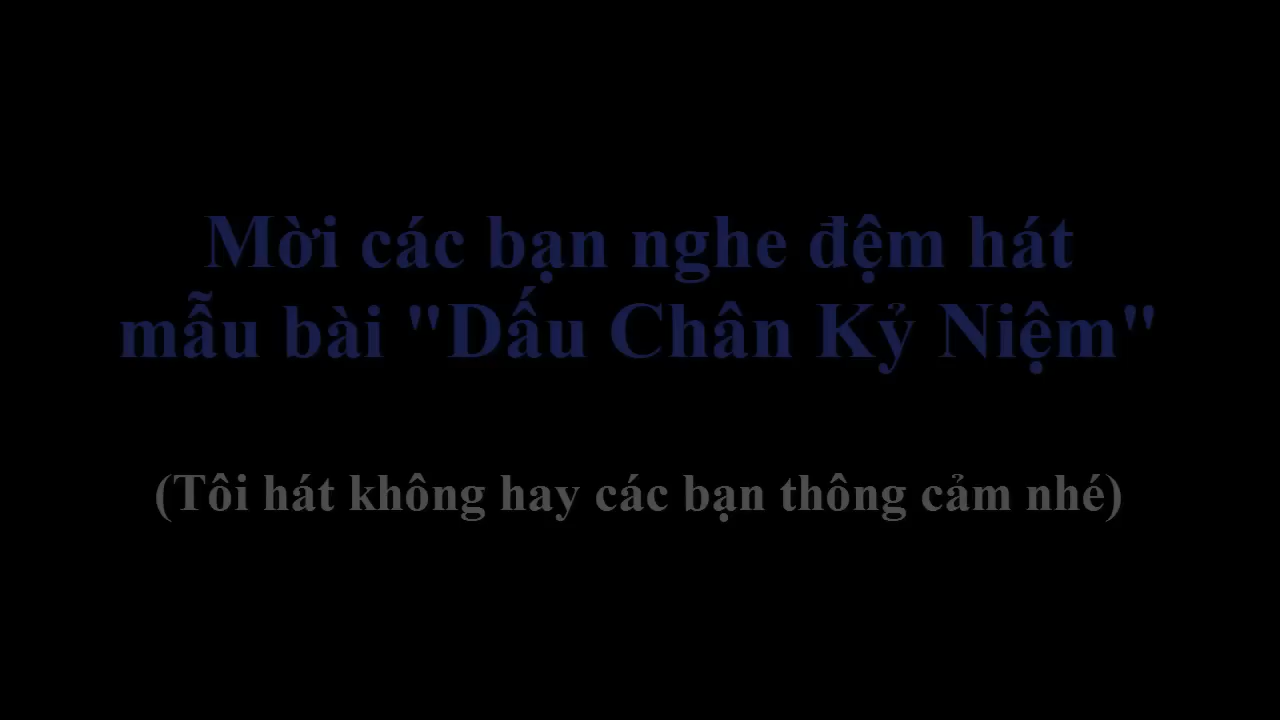 Mời các bạn nghe đệm hát
mẫu bài "Dấu Chân Kỷ Niệm"
(Tôi hát không hay các bạn thông cảm nhé)